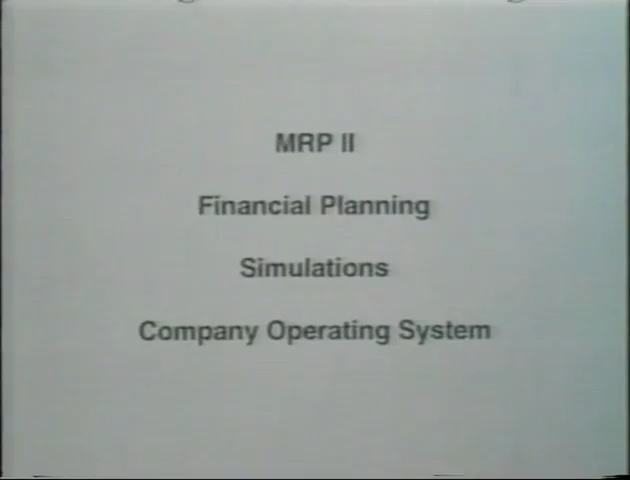 MRP II
Financial Planning
Simulations
Company Operating System